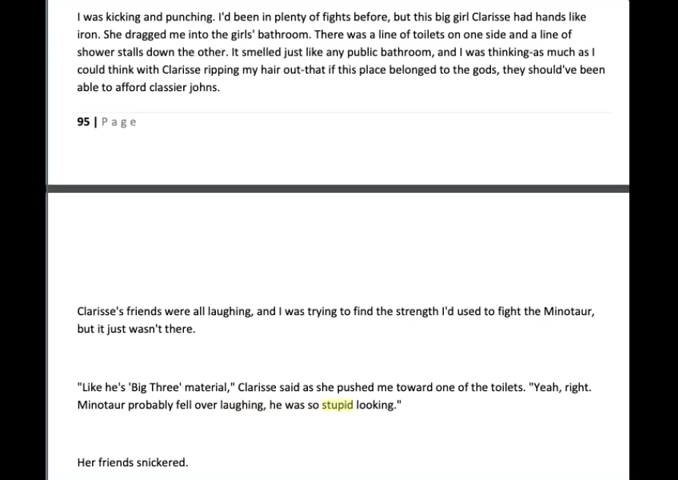 I was kicking and punching. I'd been in plenty of fights before, but this big girl Clarisse had hands like
iron. She dragged me into the girls' bathroom. There was a line of toilets on one side and a line of
shower stalls down the other. It smelled just like any public bathroom, and I was thinking-as much as I
could think with Clarisse ripping my hair out-that if this place belonged to the gods, they should've been
able to afford classier johns.
95 | Page
Clarisse's friends were all laughing, and I was trying to find the strength I'd used to fight the Minotaur,
but it just wasn't there.
"Like he's 'Big Three' material," Clarisse said as she pushed me toward one of the toilets. "Yeah, right.
Minotaur probably fell over laughing, he was so stupid looking."
Her friends snickered.